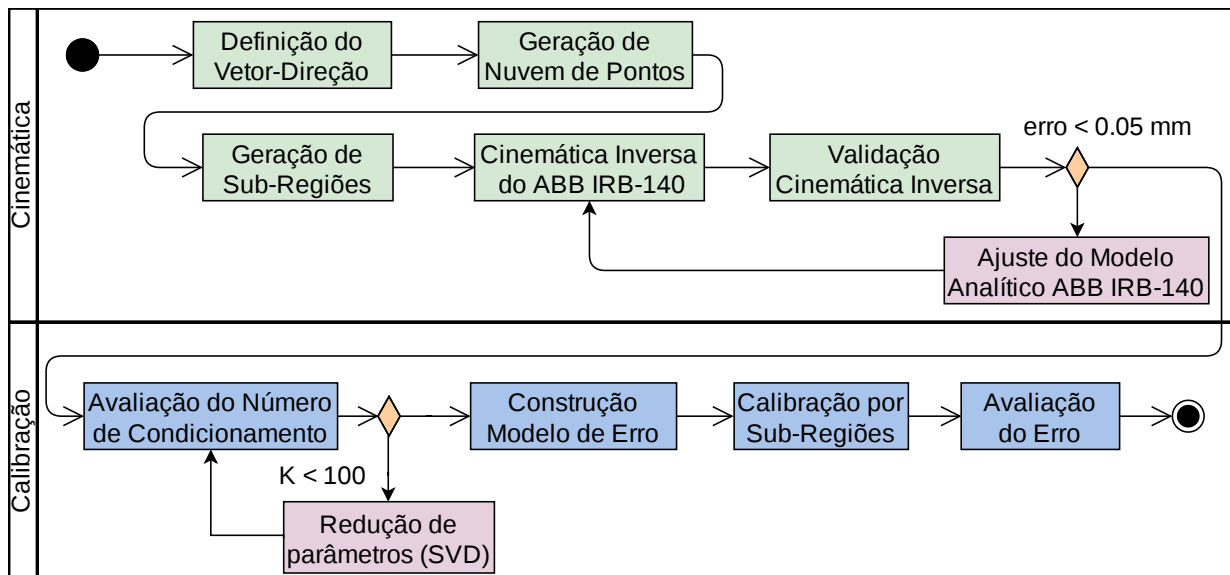 Cinemática
Definição do
Vetor-Direção
Geração de
Nuvem de Pontos
Geração de
Sub-Regiões
Cinemática Inversa
do ABB IRB-140
Validação
Cinemática Inversa
erro < 0.05 mm
Ajuste do Modelo
Analítico ABB IRB-140
Calibração
Avaliação do Número
de Condicionamento
K < 100
Redução de
parâmetros (SVD)
Construção
Modelo de Erro
Calibração por
Sub-Regiões
Avaliação
do Erro